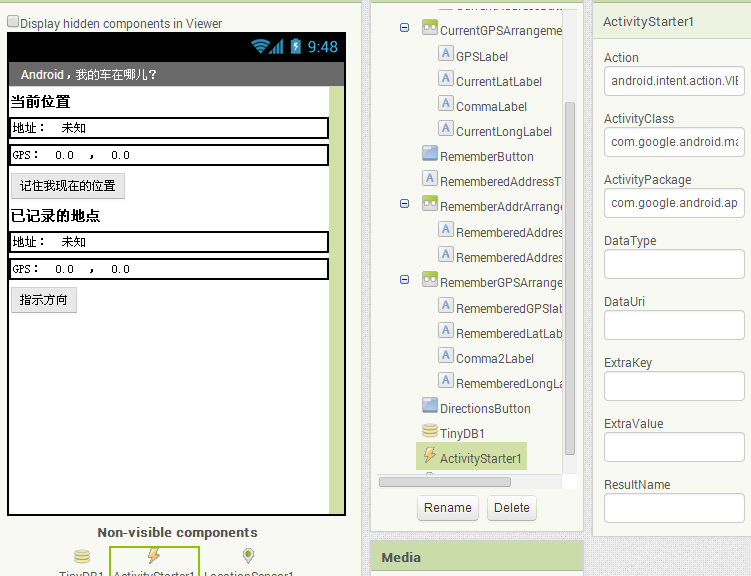 Display hidden components in Viewer
9:48
Android，我的车在哪儿?
当前位置
地址： 未知
GPS： 0.0 ， 0.0
记住我现在的位置
已记录的地点
地址： 未知
GPS： 0.0 ， 0.0
指示方向
Non-visible components
TinyDB1
ActivityStarter1
LocationSensor1
CurrentGPSArrangeme
GPSLabel
CurrentLatLabel
CommaLabel
CurrentLongLabel
RememberButton
RememberedAddressT
RememberAddrArrange
RememberedAddres
RememberedAddres
RememberGPSArrange
RememberedGPSlab
RememberedLatLab
Comma2Label
RememberedLongLa
DirectionsButton
TinyDB1
ActivityStarter1
Rename
Delete
Media
ActivityStarter1
Action
android.intent.action.VIE
ActivityClass
com.google.android.ma
ActivityPackage
com.google.android.ap
DataType
DataUri
ExtraKey
ExtraValue
ResultName